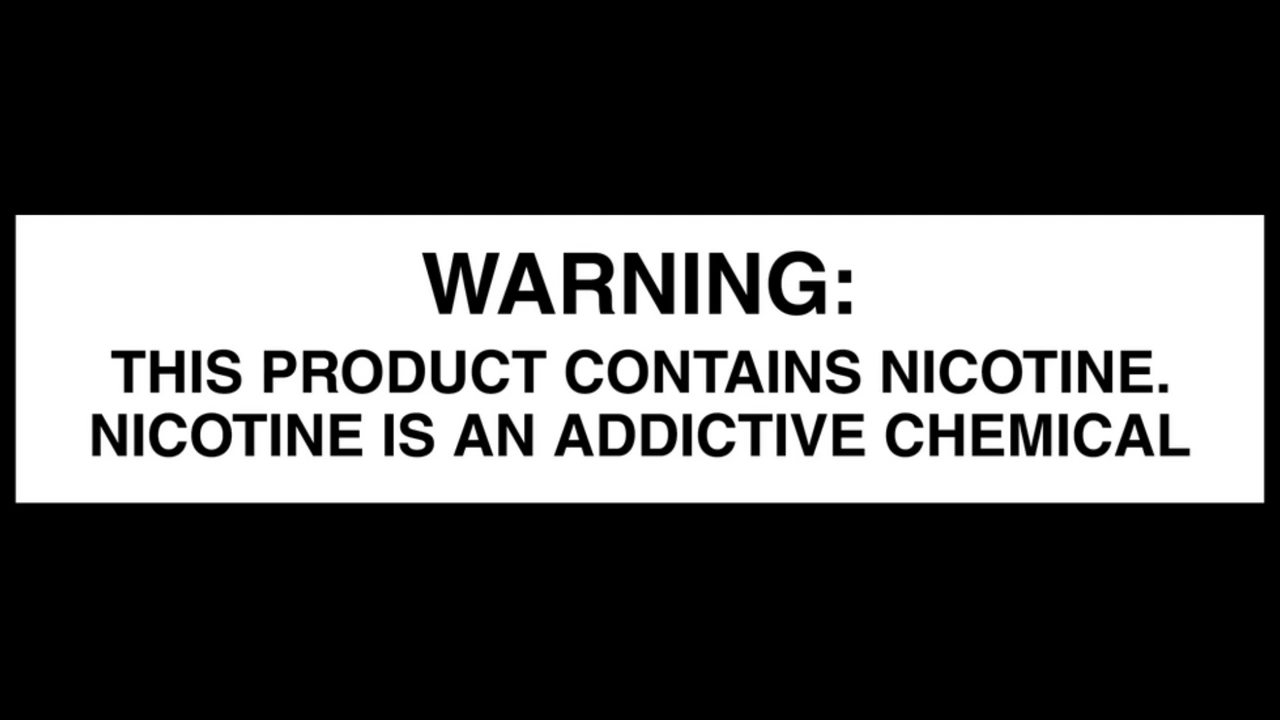 WARNING:
THIS PRODUCT CONTAINS NICOTINE.
NICOTINE IS AN ADDICTIVE CHEMICAL